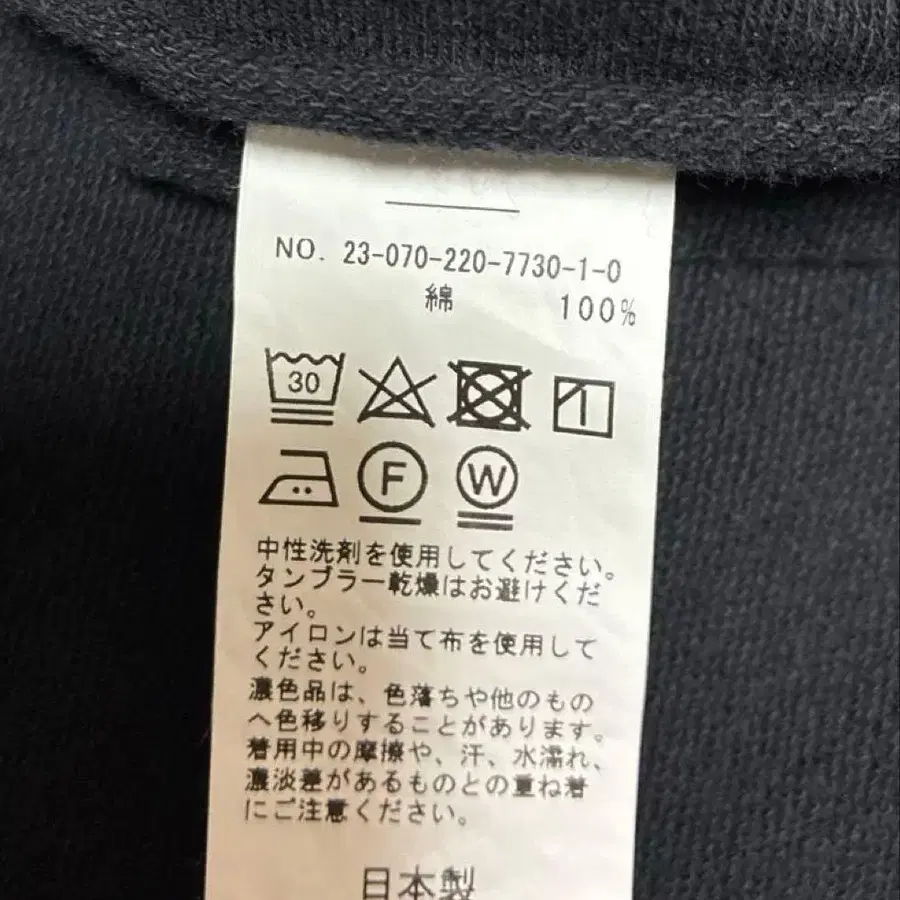 NO. 23-070-220-7730-1-0
綿 100%
30
F W
中性洗剤を使用してください。
タンブラー乾燥はお避けくだ
さい。
アイロンは当て布を使用して
ください。
濃色品は、色落ちや他のもの
へ色移りすることがあります。
着用中の摩擦や、汗、水濡れ、
濃淡差があるものとの重ね着
にご注意ください。
日本製